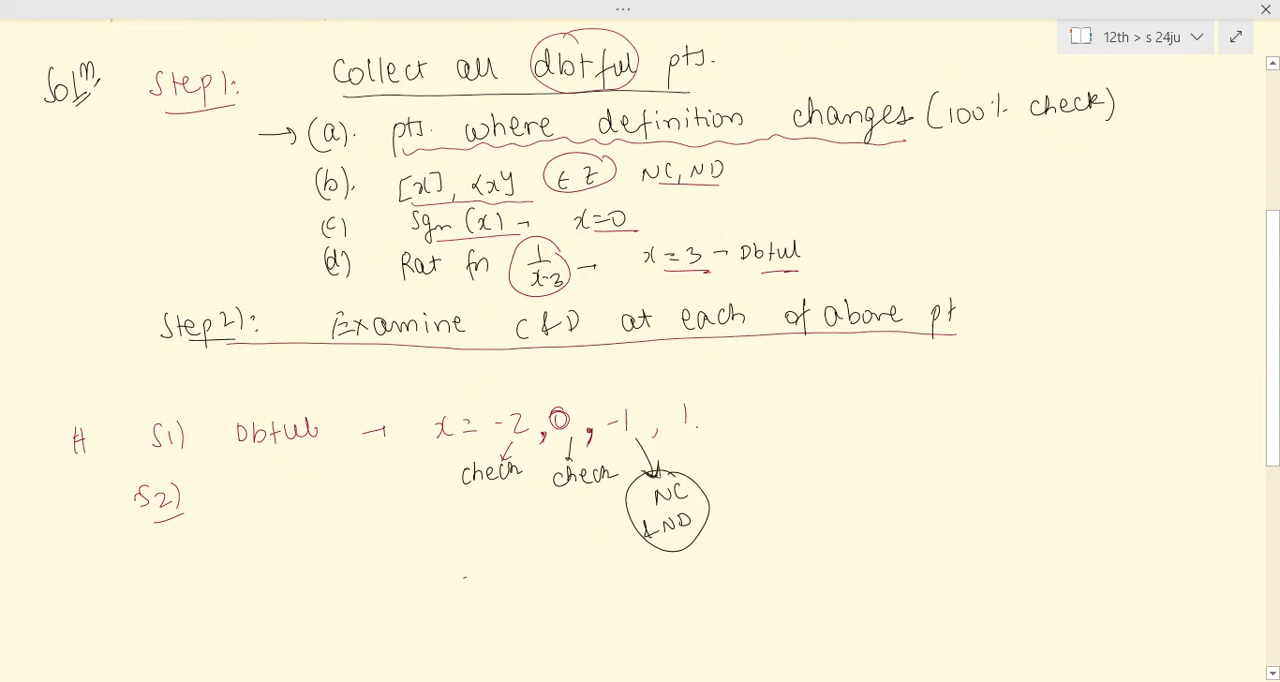 12th > s 24ju
Solⁿ Step1: Collect all dbtful pts.
→ (a). pts. where definition changes (100% check)
(b). [x], {x} ∈ Z NC, ND
(c) Sgn (x) → x=0
(d) Rat fn 1/(x-3) → x=3 → Dbtul
Step2): Examine C&D at each of above pt
# S1) Dbtub → x = -2, 0, -1, 1.
check check NC
S2) &ND